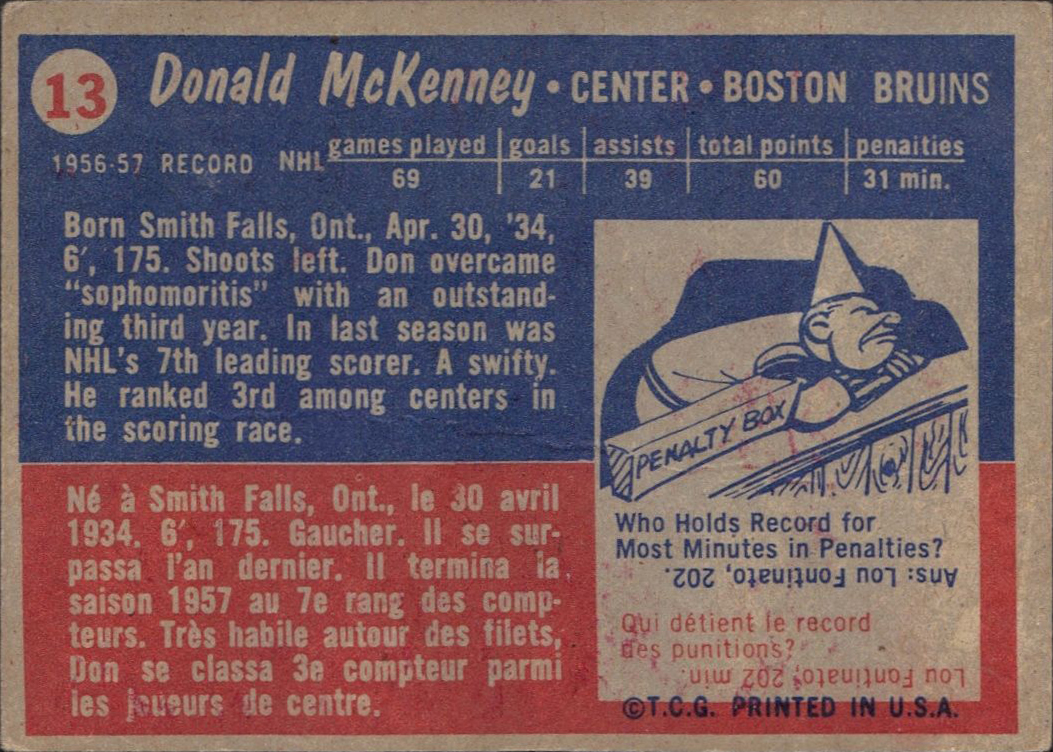 13 Donald McKenney • CENTER • BOSTON BRUINS
games played goals assists total points penalties
1956-57 RECORD NHL
69 21 39 60 31 min.
Born Smith Falls, Ont., Apr. 30, '34,
6', 175. Shoots left. Don overcame
"sophomoritis" with an outstand-
ing third year. In last season was
NHL's 7th leading scorer. A swifty.
He ranked 3rd among centers in
the scoring race.
Né à Smith Falls, Ont., le 30 avril
1934, 6', 175. Gaucher. Il se sur-
passa l'an dernier. Il termina la
saison 1957 au 7e rang des comp-
teurs. Très habile autour des filets,
Don se classa 3e compteur parmi
les joueurs de centre.
PENALTY BOX
Who Holds Record for
Most Minutes in Penalties?
Ans: Lou Fontinato, 202.
Qui détient le record
des punitions?
Lou Fontinato, 202 min.
©T.C.G. PRINTED IN U.S.A.